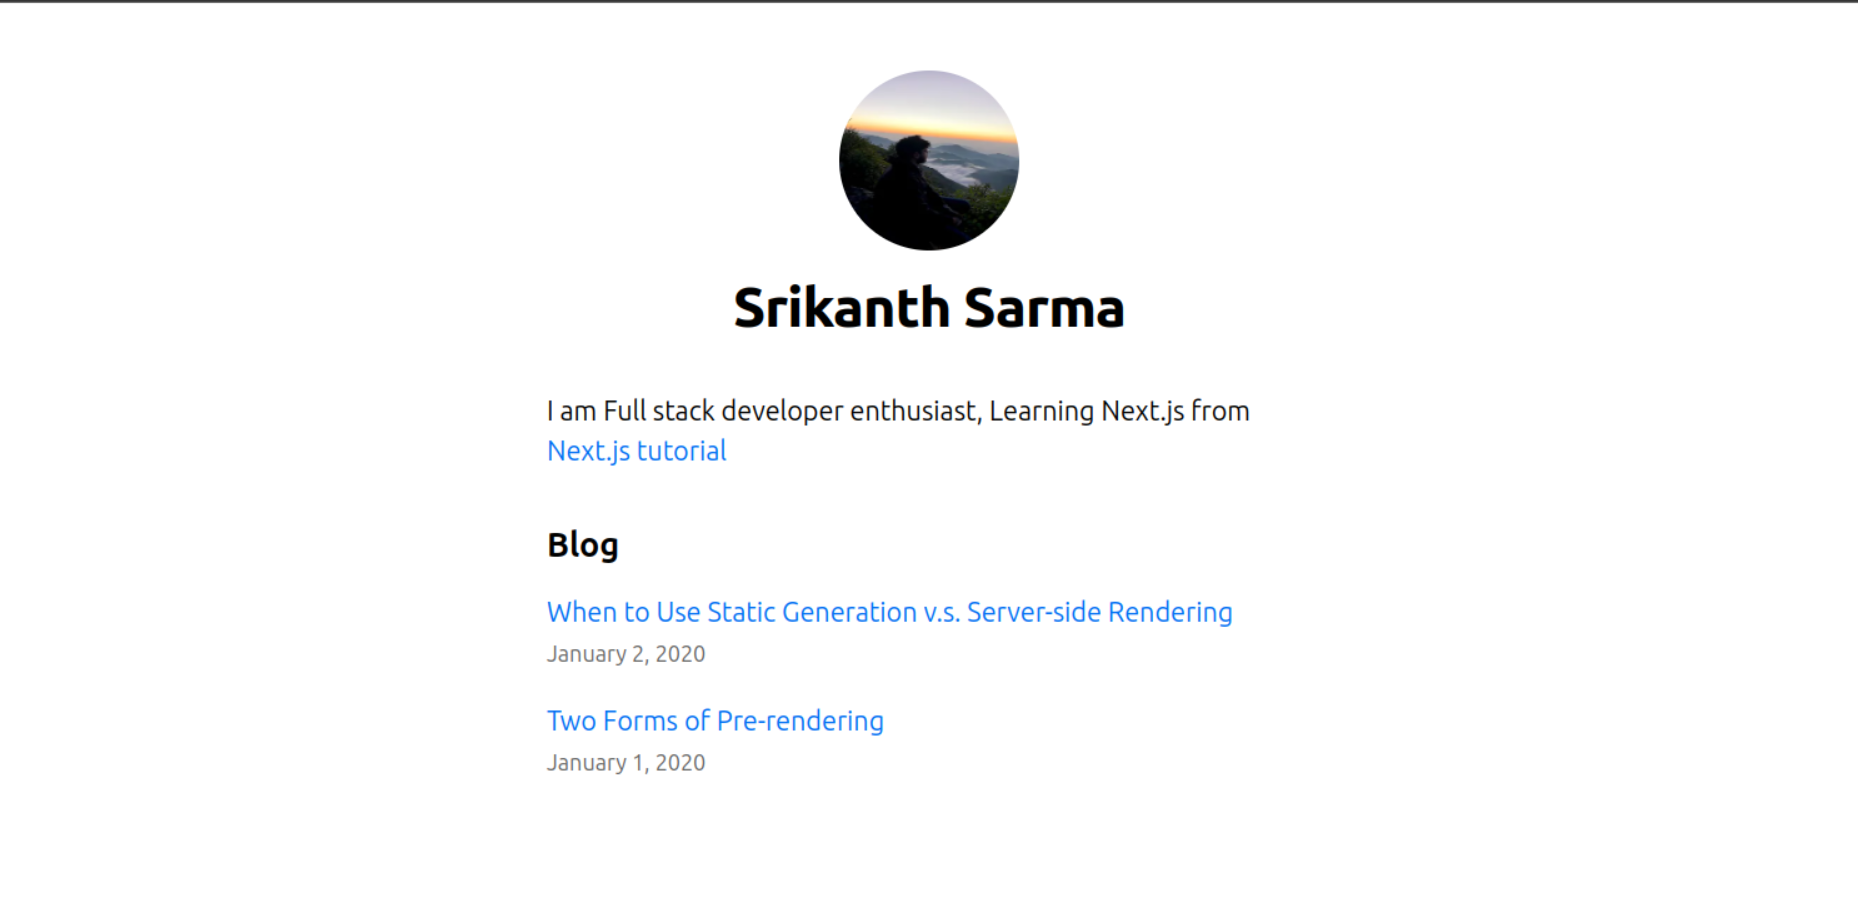 Srikanth Sarma
I am Full stack developer enthusiast, Learning Next.js from
Next.js tutorial
Blog
When to Use Static Generation v.s. Server-side Rendering
January 2, 2020
Two Forms of Pre-rendering
January 1, 2020